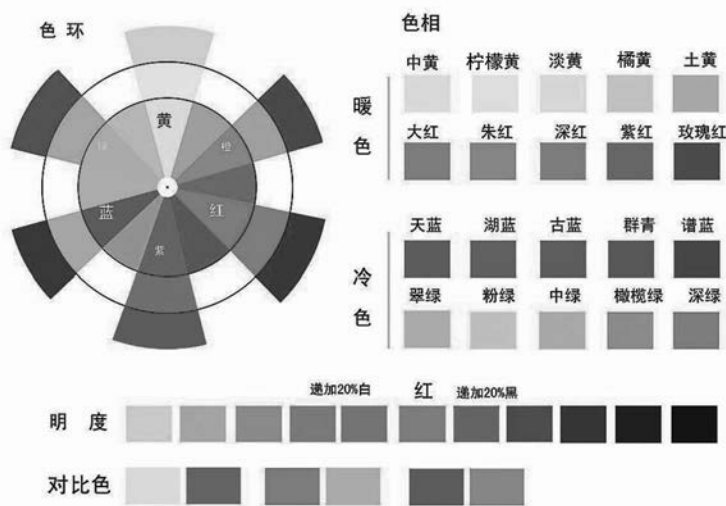 色环
黄
绿
橙
蓝
红
紫
色相
暖色
中黄 柠檬黄 淡黄 橘黄 土黄
大红 朱红 深红 紫红 玫瑰红
冷色
天蓝 湖蓝 古蓝 群青 谱蓝
翠绿 粉绿 中绿 橄榄绿 深绿
递加20%白 红 递加20%黑
明度
对比色